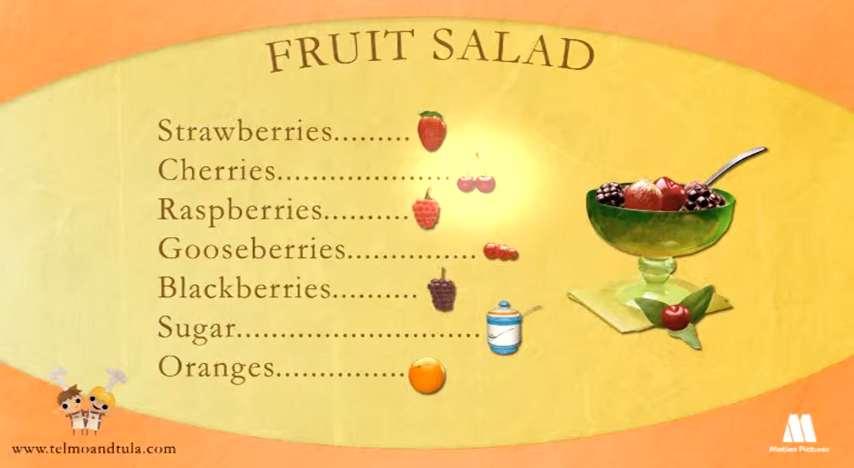 FRUIT SALAD
Strawberries.........
Cherries......................
Raspberries..........
Gooseberries................
Blackberries..........
Sugar..............................
Oranges................
www.telmoandtula.com
Motion Pictures